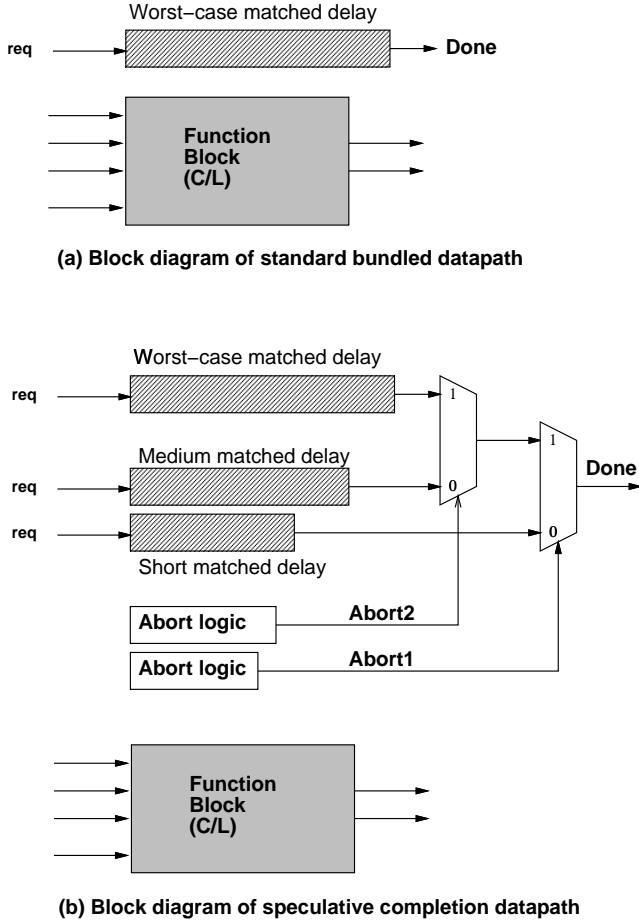 Worst−case matched delay
req
Done
Function
Block
(C/L)
(a) Block diagram of standard bundled datapath
Worst−case matched delay
req
1
1
Medium matched delay
Done
req
0
req
0
Short matched delay
Abort logic
Abort2
Abort logic
Abort1
Function
Block
(C/L)
(b) Block diagram of speculative completion datapath